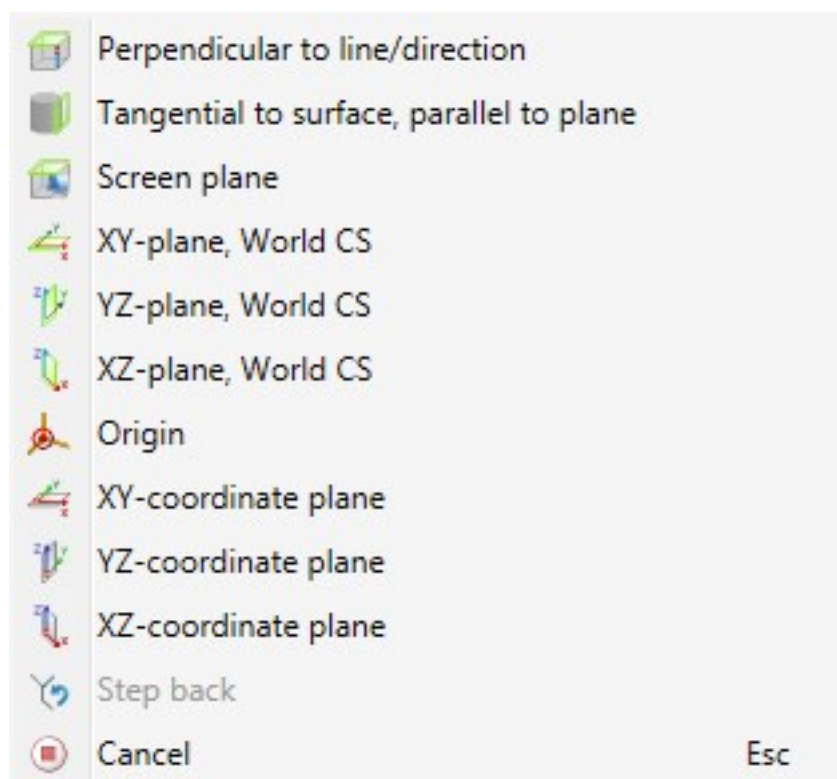 Perpendicular to line/direction
Tangential to surface, parallel to plane
Screen plane
XY-plane, World CS
YZ-plane, World CS
XZ-plane, World CS
Origin
XY-coordinate plane
YZ-coordinate plane
XZ-coordinate plane
Step back
Cancel Esc